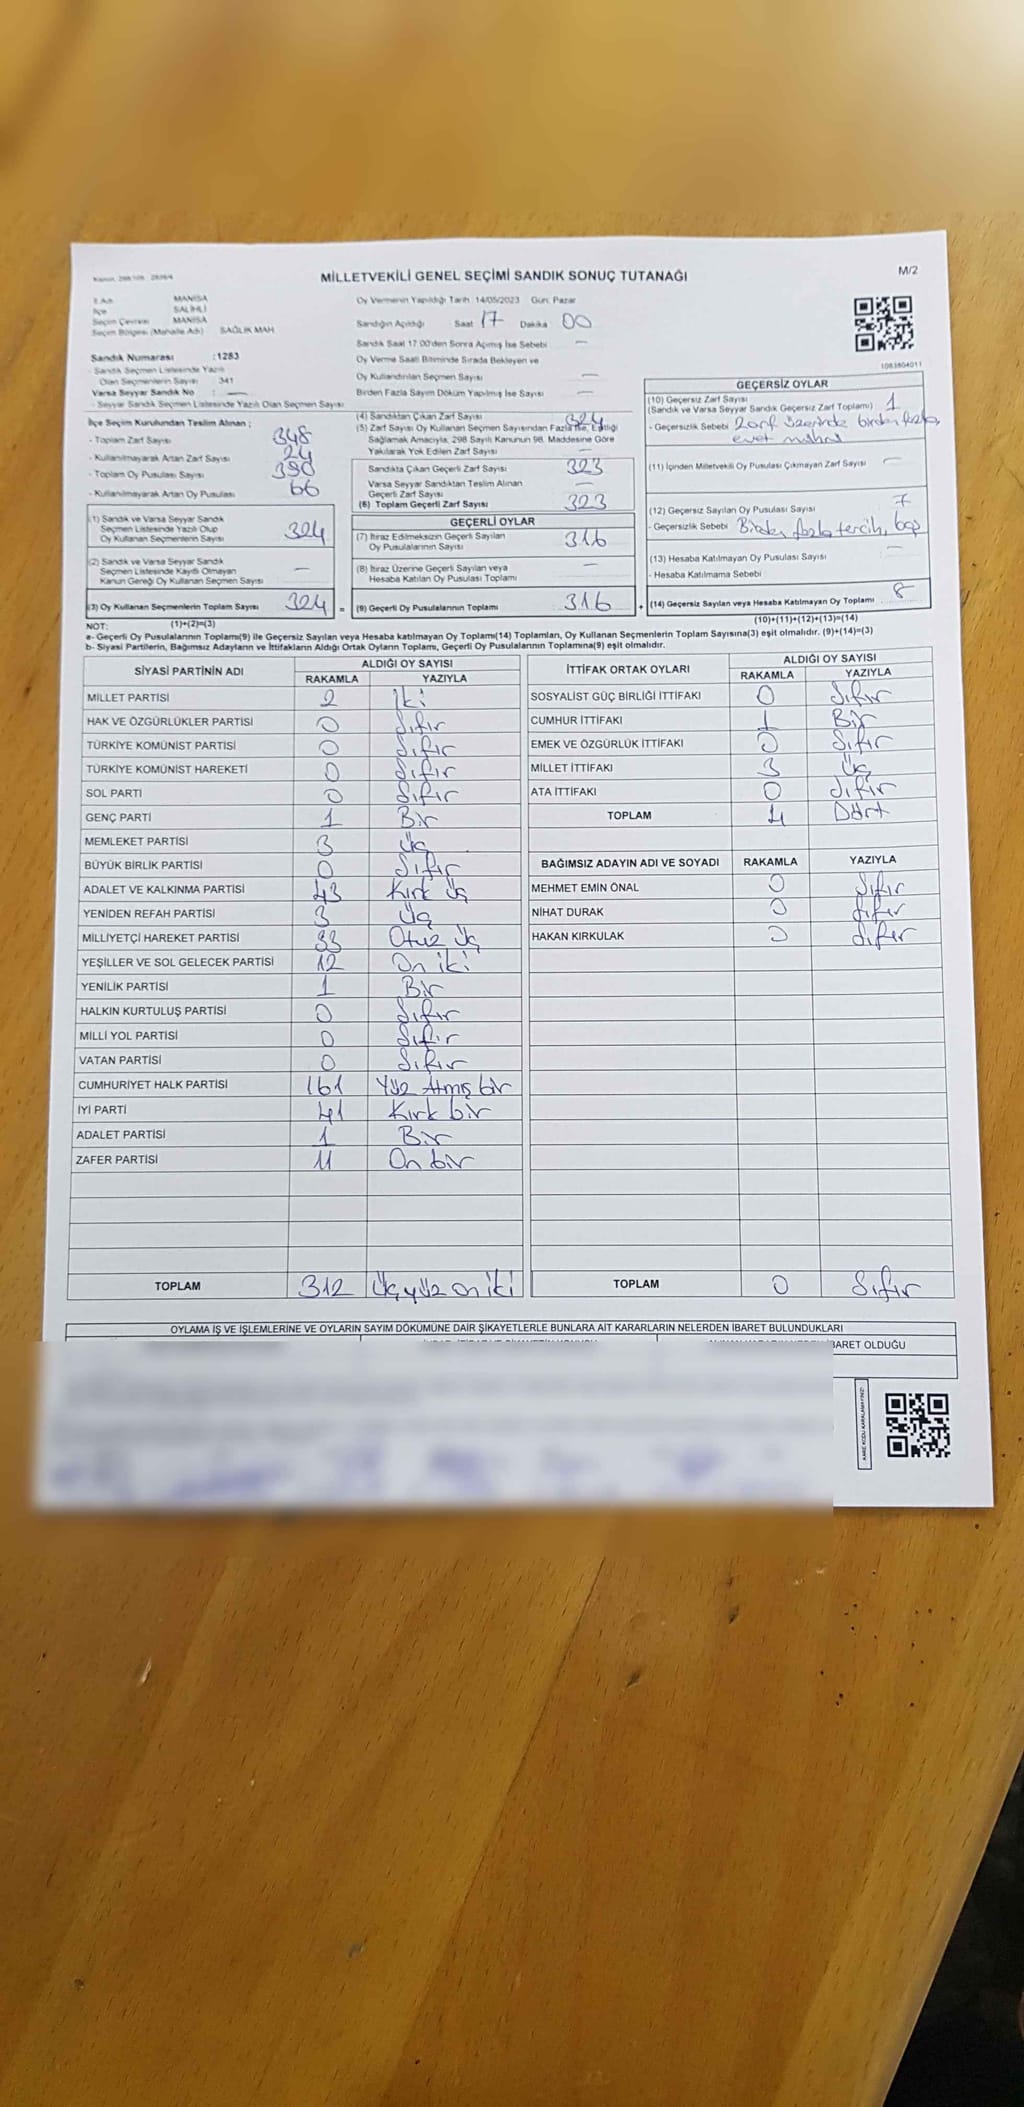 MİLLETVEKİLİ GENEL SEÇİMİ SANDIK SONUÇ TUTANAĞI
M/2
İl Adı MANİSA
İlçe SALİHLİ
Seçim Çevresi MANİSA
Seçim Bölgesi (Mahalle Adı) SAĞLIK MAH
Sandık Numarası : 1283
- Sandık Seçmen Listesinde Yazılı
Olan Seçmenlerin Sayısı 341
Varsa Seyyar Sandık No : —
- Seyyar Sandık Seçmen Listesinde Yazılı Olan Seçmen Sayısı
İlçe Seçim Kurulundan Teslim Alınan ;
- Toplam Zarf Sayısı 348
- Kullanılmayarak Artan Zarf Sayısı 24
- Toplam Oy Pusulası Sayısı 390
- Kullanılmayarak Artan Oy Pusulası 66
(1) Sandık ve Varsa Seyyar Sandık
Seçmen Listesinde Yazılı Olup
Oy Kullanan Seçmenlerin Sayısı 324
(2) Sandık ve Varsa Seyyar Sandık
Seçmen Listesinde Kayıtlı Olmayan
Kanun Gereği Oy Kullanan Seçmen Sayısı —
(3) Oy Kullanan Seçmenlerin Toplam Sayısı 324 =
Oy Vermenin Yapıldığı Tarih 14/05/2023 Gün: Pazar
Sandığın Açıldığı Saat 17 Dakika 00
Sandık Saat 17:00'den Sonra Açılmış İse Sebebi —
Oy Verme Saati Bitiminde Sırada Bekleyen ve
Oy Kullandırılan Seçmen Sayısı —
Birden Fazla Sayım Döküm Yapılmış İse Sayısı —
(4) Sandıktan Çıkan Zarf Sayısı 324
(5) Zarf Sayısı Oy Kullanan Seçmen Sayısından Fazla İse, Eşitliği
Sağlamak Amacıyla, 298 Sayılı Kanunun 98. Maddesine Göre
Yakılarak Yok Edilen Zarf Sayısı —
Sandıkta Çıkan Geçerli Zarf Sayısı 323
Varsa Seyyar Sandıktan Teslim Alınan
Geçerli Zarf Sayısı —
(6) Toplam Geçerli Zarf Sayısı 323
GEÇERLİ OYLAR
(7) İtiraz Edilmeksizin Geçerli Sayılan
Oy Pusulalarının Sayısı 316
(8) İtiraz Üzerine Geçerli Sayılan veya
Hesaba Katılan Oy Pusulası Toplamı —
(9) Geçerli Oy Pusulalarının Toplamı 316 +
1083804011
GEÇERSİZ OYLAR
(10) Geçersiz Zarf Sayısı
(Sandık ve Varsa Seyyar Sandık Geçersiz Zarf Toplamı) 1
- Geçersizlik Sebebi Zarf üzerinde birden fazla
evet mührü
(11) İçinden Milletvekili Oy Pusulası Çıkmayan Zarf Sayısı —
(12) Geçersiz Sayılan Oy Pusulası Sayısı 7
- Geçersizlik Sebebi Birden fazla tercih, boş
(13) Hesaba Katılmayan Oy Pusulası Sayısı —
- Hesaba Katılmama Sebebi
(14) Geçersiz Sayılan veya Hesaba Katılmayan Oy Toplamı 8
NOT: (1)+(2)=(3)
(10)+(11)+(12)+(13)=(14)
a- Geçerli Oy Pusulalarının Toplamı(9) ile Geçersiz Sayılan veya Hesaba katılmayan Oy Toplamı(14) Toplamları, Oy Kullanan Seçmenlerin Toplam Sayısına(3) eşit olmalıdır. (9)+(14)=(3)
b- Siyasi Partilerin, Bağımsız Adayların ve İttifakların Aldığı Ortak Oyların Toplamı, Geçerli Oy Pusulalarının Toplamına(9) eşit olmalıdır.
SİYASİ PARTİNİN ADI ALDIĞI OY SAYISI
RAKAMLA YAZIYLA
MİLLET PARTİSİ 2 İki
HAK VE ÖZGÜRLÜKLER PARTİSİ 0 Sıfır
TÜRKİYE KOMÜNİST PARTİSİ 0 Sıfır
TÜRKİYE KOMÜNİST HAREKETİ 0 Sıfır
SOL PARTİ 0 Sıfır
GENÇ PARTİ 1 Bir
MEMLEKET PARTİSİ 3 Üç
BÜYÜK BİRLİK PARTİSİ 0 Sıfır
ADALET VE KALKINMA PARTİSİ 43 Kırk üç
YENİDEN REFAH PARTİSİ 3 Üç
MİLLİYETÇİ HAREKET PARTİSİ 33 Otuz üç
YEŞİLLER VE SOL GELECEK PARTİSİ 12 On iki
YENİLİK PARTİSİ 1 Bir
HALKIN KURTULUŞ PARTİSİ 0 Sıfır
MİLLİ YOL PARTİSİ 0 Sıfır
VATAN PARTİSİ 0 Sıfır
CUMHURİYET HALK PARTİSİ 161 Yüz Atmış bir
İYİ PARTİ 41 Kırk bir
ADALET PARTİSİ 1 Bir
ZAFER PARTİSİ 11 On bir
TOPLAM 312 Üçyüz on iki
İTTİFAK ORTAK OYLARI ALDIĞI OY SAYISI
RAKAMLA YAZIYLA
SOSYALİST GÜÇ BİRLİĞİ İTTİFAKI 0 Sıfır
CUMHUR İTTİFAKI 1 Bir
EMEK VE ÖZGÜRLÜK İTTİFAKI 0 Sıfır
MİLLET İTTİFAKI 3 Üç
ATA İTTİFAKI 0 Sıfır
TOPLAM 4 Dört
BAĞIMSIZ ADAYIN ADI VE SOYADI RAKAMLA YAZIYLA
MEHMET EMİN ÖNAL 0 Sıfır
NİHAT DURAK 0 Sıfır
HAKAN KIRKULAK 0 Sıfır
TOPLAM 0 Sıfır
OYLAMA İŞ VE İŞLEMLERİNE VE OYLARIN SAYIM DÖKÜMÜNE DAİR ŞİKAYETLERLE BUNLARA AİT KARARLARIN NELERDEN İBARET BULUNDUKLARI
İBARET OLDUĞU